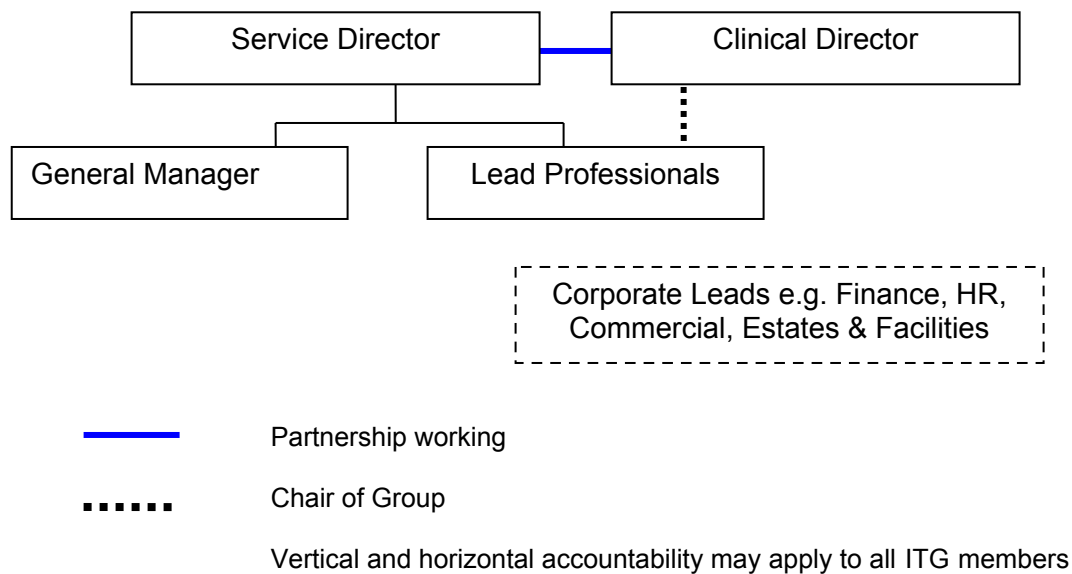 Service Director
Clinical Director
General Manager
Lead Professionals
Corporate Leads e.g. Finance, HR,
Commercial, Estates & Facilities
Partnership working
Chair of Group
Vertical and horizontal accountability may apply to all ITG members